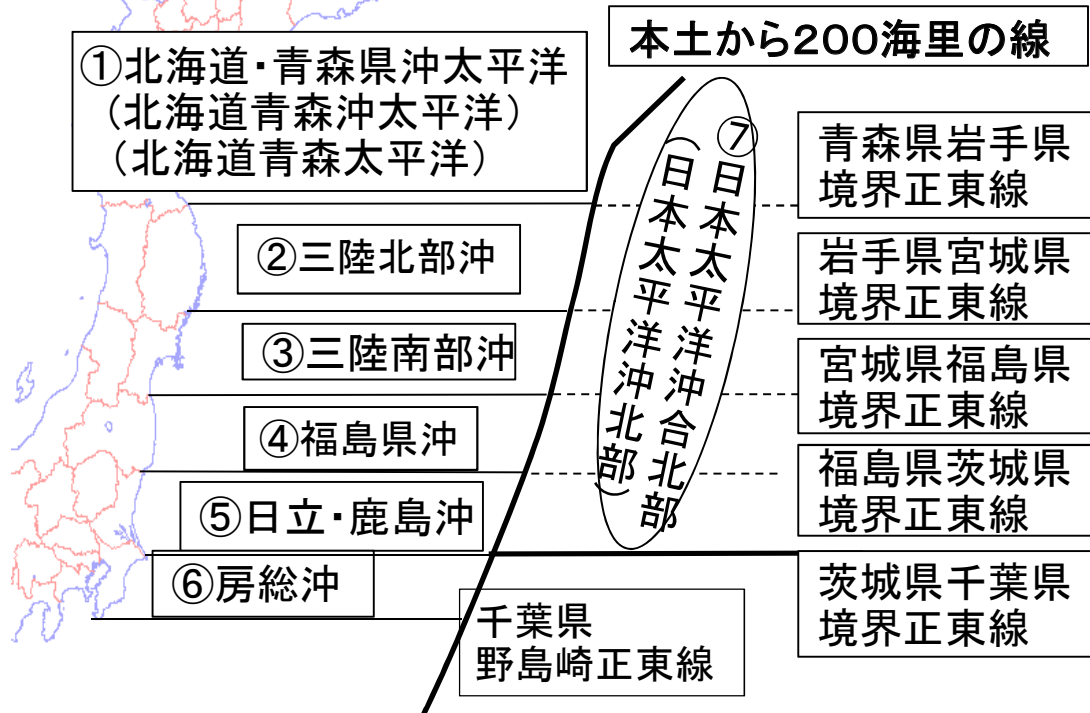 本土から200海里の線
①北海道・青森県沖太平洋
(北海道青森沖太平洋)
(北海道青森太平洋)
②三陸北部沖
③三陸南部沖
④福島県沖
⑤日立・鹿島沖
⑥房総沖
⑦日本太平洋沖合北部
(日本太平洋沖北部)
青森県岩手県
境界正東線
岩手県宮城県
境界正東線
宮城県福島県
境界正東線
福島県茨城県
境界正東線
茨城県千葉県
境界正東線
千葉県
野島崎正東線